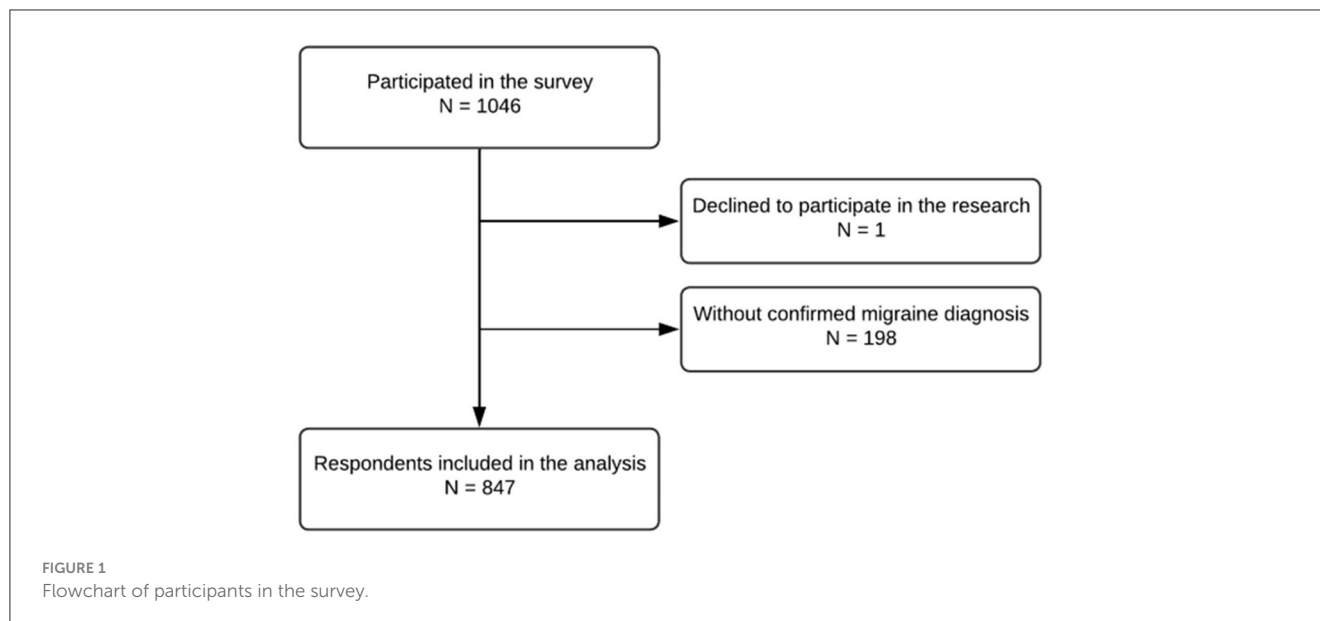 Participated in the survey
N = 1046
Declined to participate in the research
N = 1
Without confirmed migraine diagnosis
N = 198
Respondents included in the analysis
N = 847
FIGURE 1
Flowchart of participants in the survey.